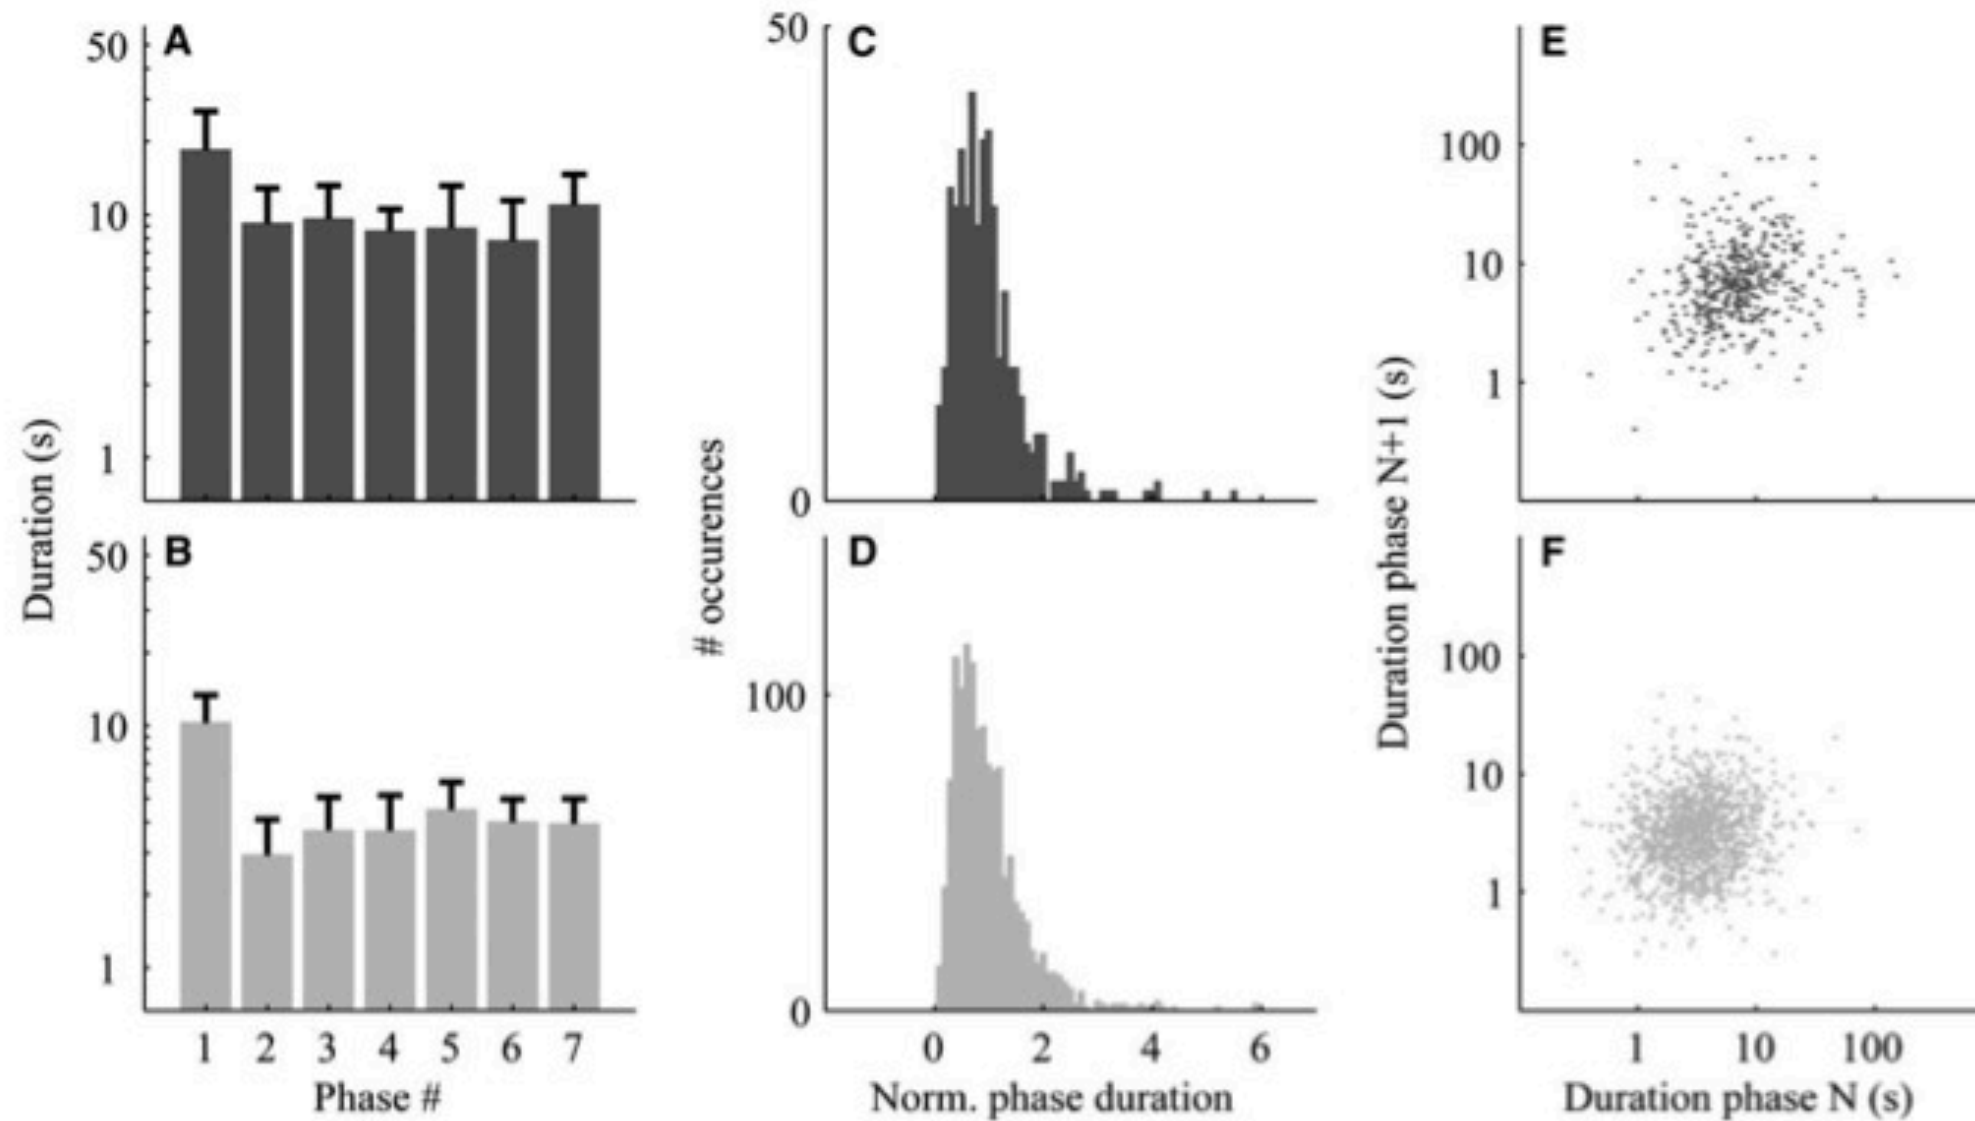 A
50
10
1
Duration (s)
B
50
10
1
1 2 3 4 5 6 7
Phase #
C
50
0
# occurences
D
100
0
0 2 4 6
Norm. phase duration
E
100
10
1
Duration phase N+1 (s)
F
100
10
1
1 10 100
Duration phase N (s)